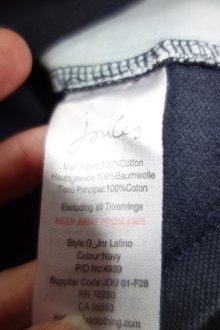 Joules
Main Fabric:100%Cotton
Hauptgewebe:100%Baumwolle
Tissu Principal:100%Coton
Excluding all Trimmings
KEEP AWAY FROM FIRE
Style:G_Jnr Latino
Colour:Navy
P/O No:4939
Supplier Code:JDU 01-F28
RN 76260
CA 05563